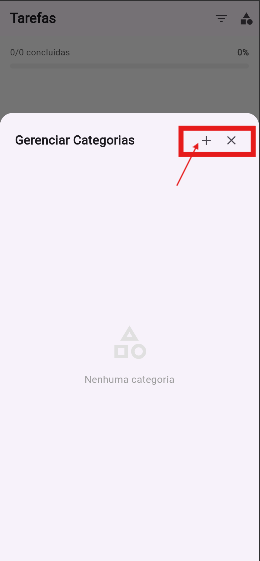 Tarefas
0/0 concluídas 0%
Gerenciar Categorias
Nenhuma categoria